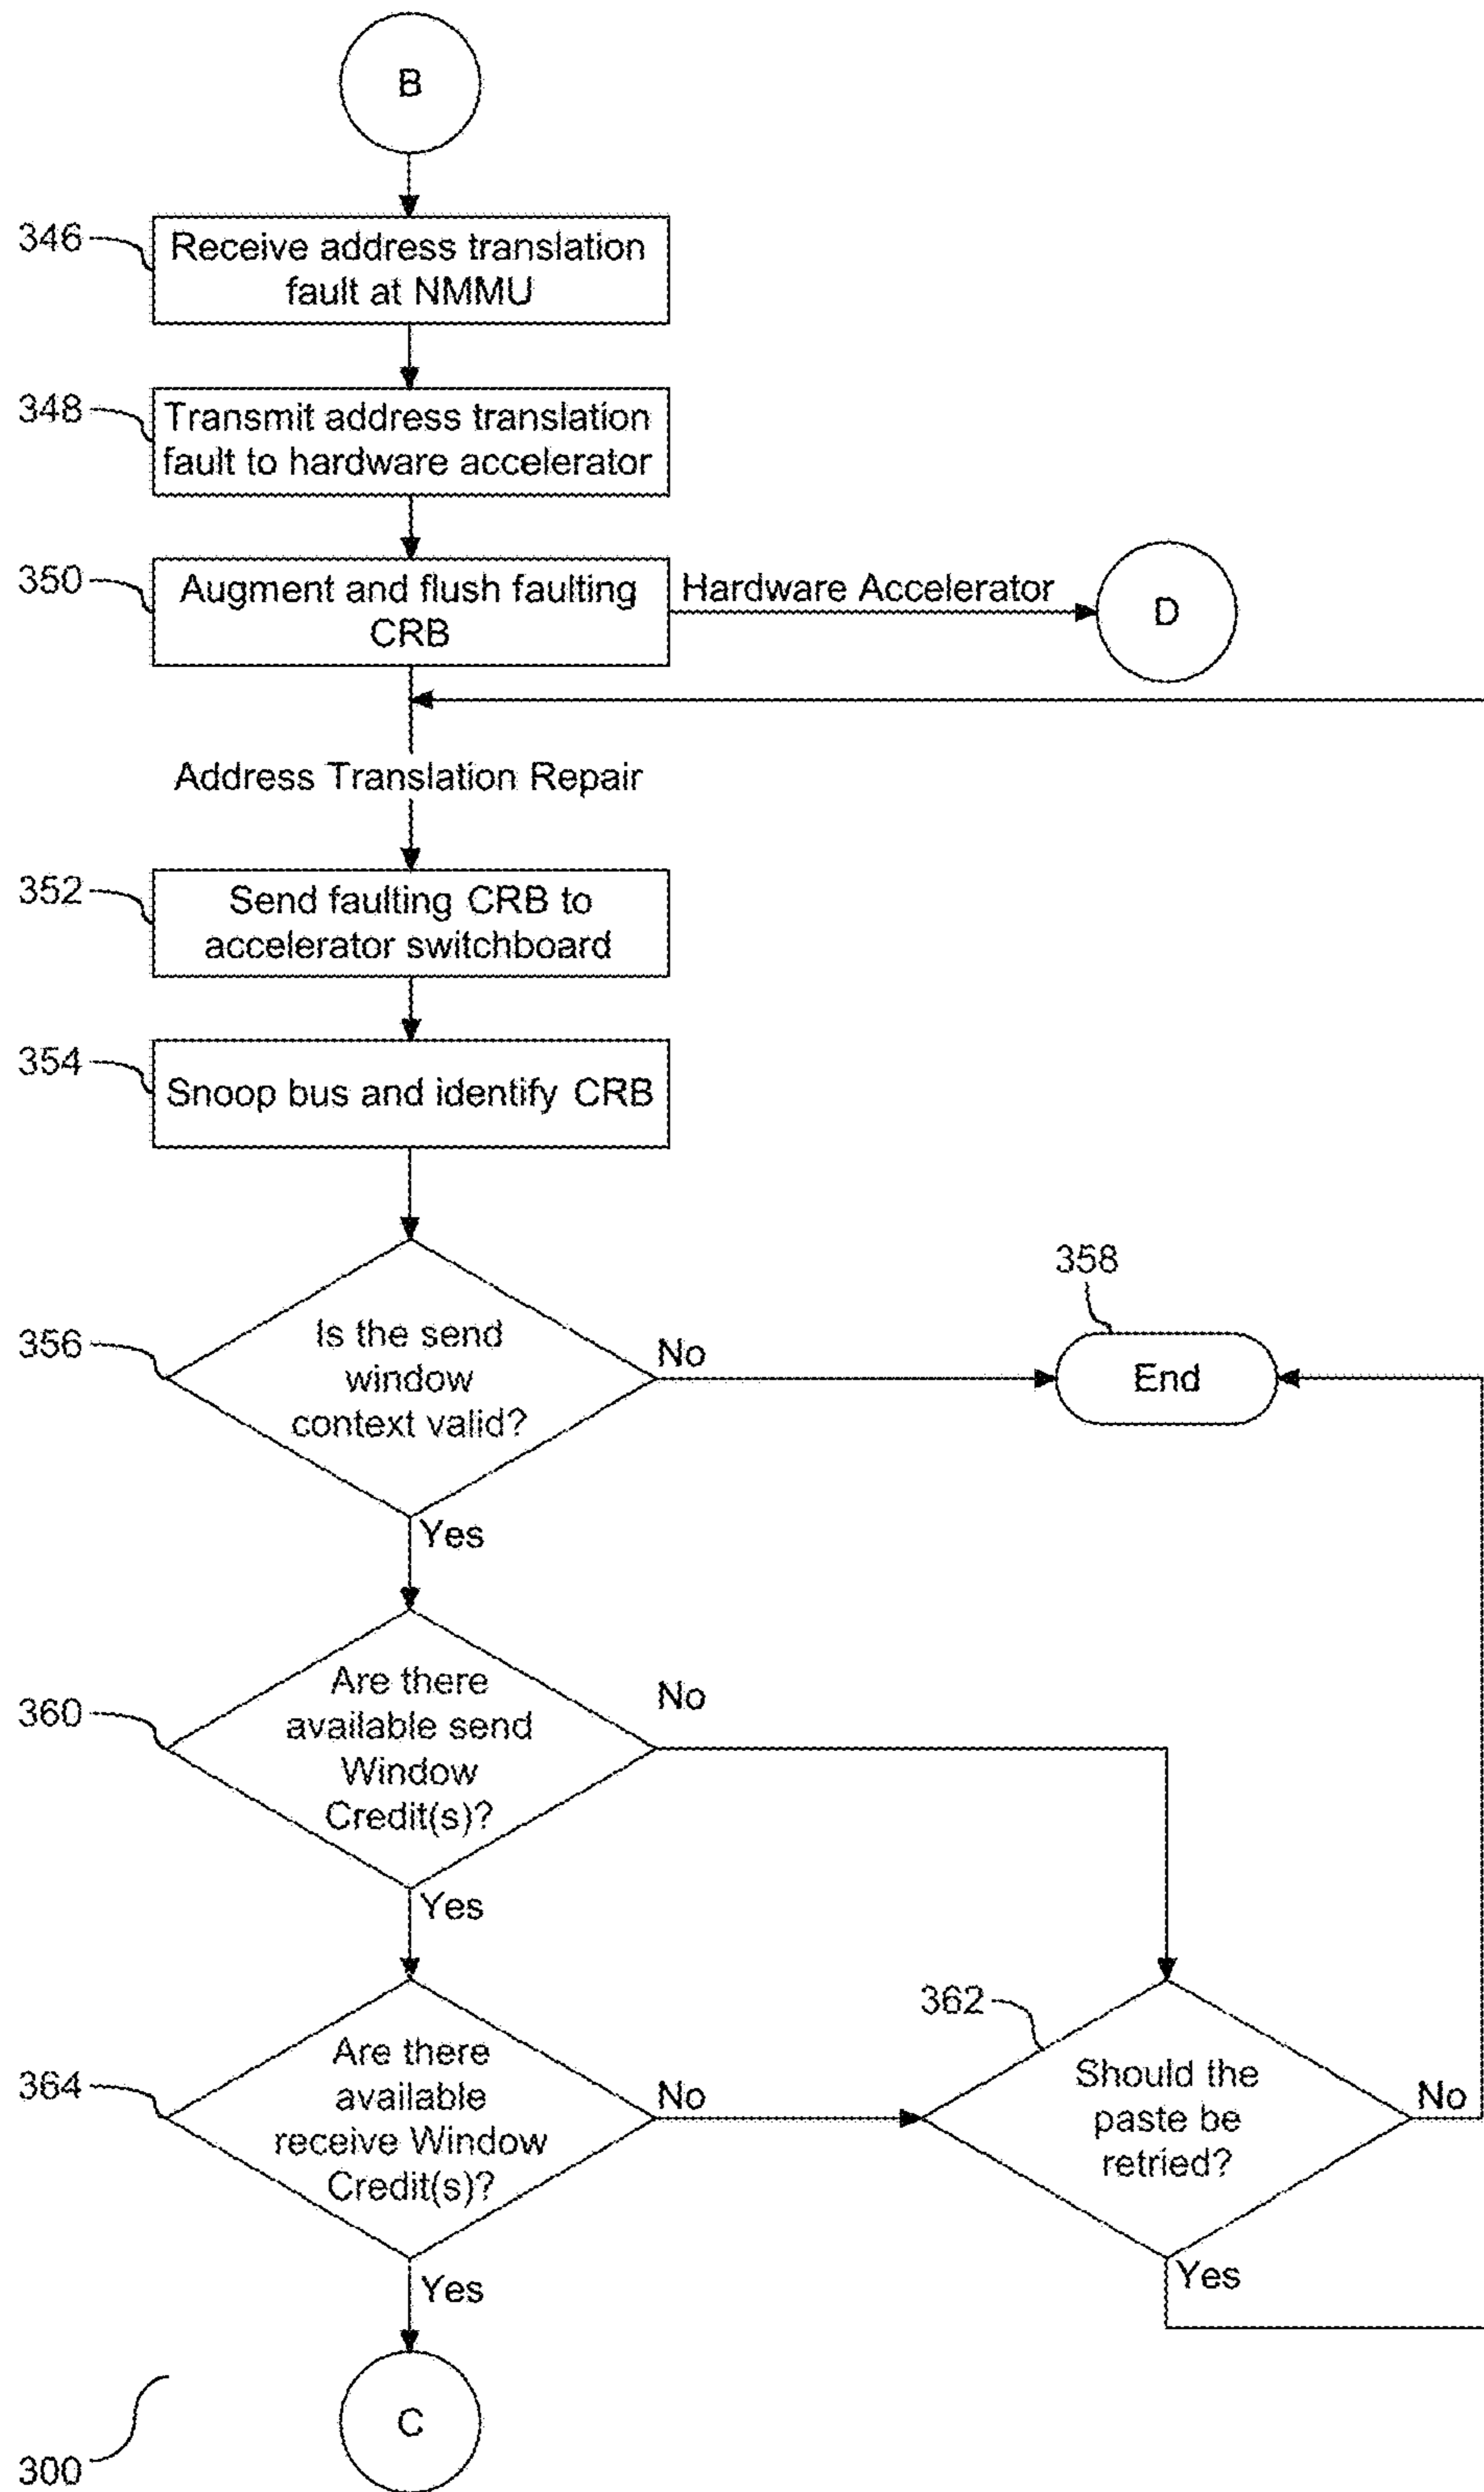 B
346
Receive address translation
fault at NMMU
348
Transmit address translation
fault to hardware accelerator
350
Augment and flush faulting
CRB
Hardware Accelerator
D
Address Translation Repair
352
Send faulting CRB to
accelerator switchboard
354
Snoop bus and identify CRB
356
Is the send
window
context valid?
No
358
End
Yes
360
Are there
available send
Window
Credit(s)?
No
Yes
364
Are there
available
receive Window
Credit(s)?
No
362
Should the
paste be
retried?
No
Yes
Yes
C
300